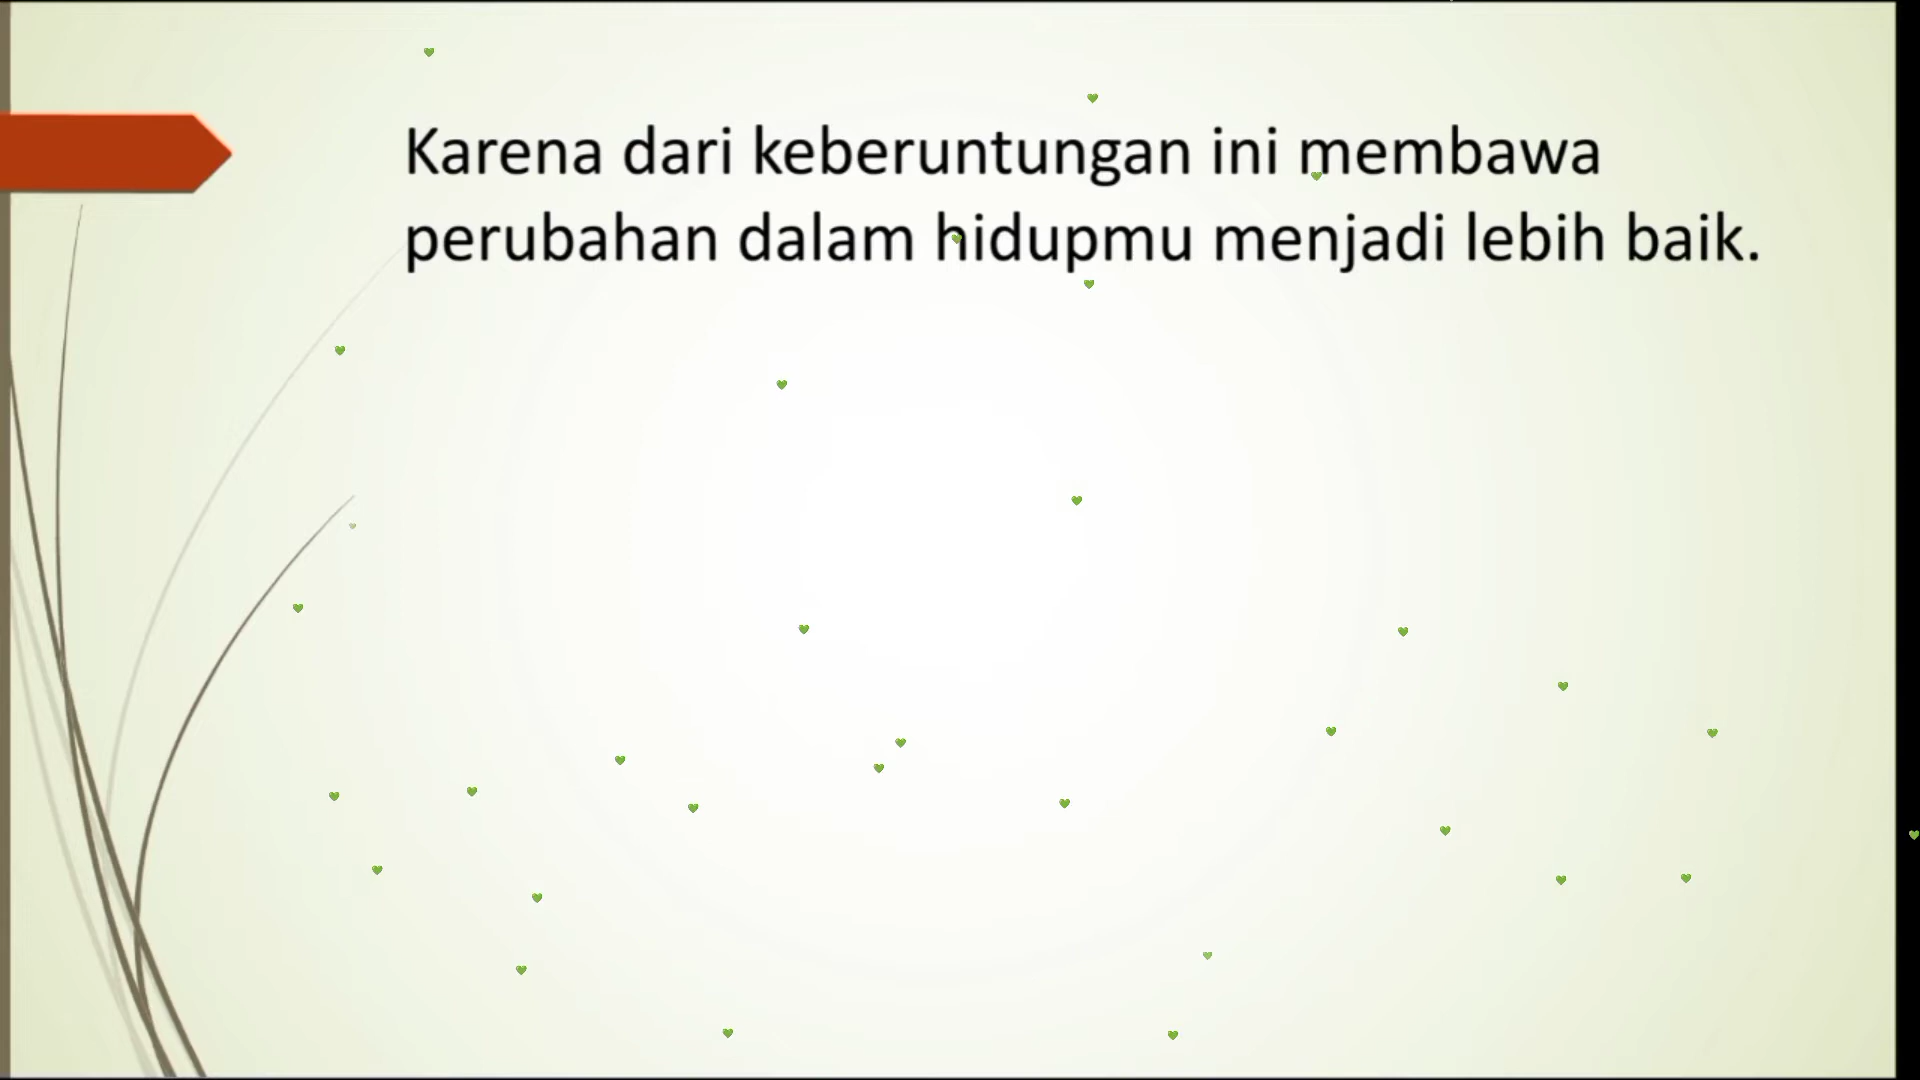 Karena dari keberuntungan ini membawa
perubahan dalam hidupmu menjadi lebih baik.